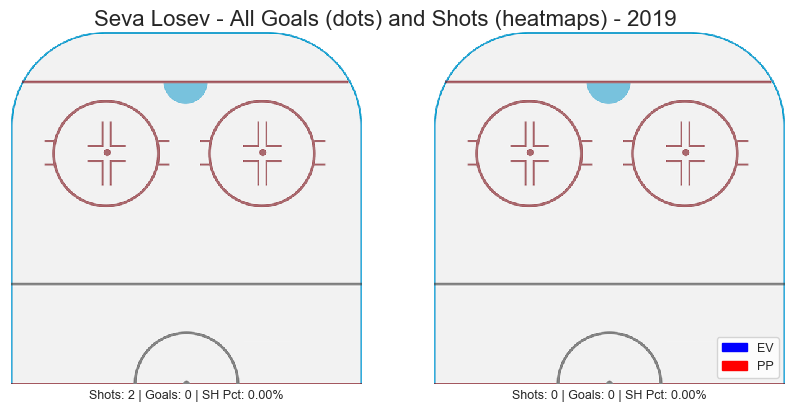 Seva Losev - All Goals (dots) and Shots (heatmaps) - 2019
EV
PP
Shots: 2 | Goals: 0 | SH Pct: 0.00%
Shots: 0 | Goals: 0 | SH Pct: 0.00%